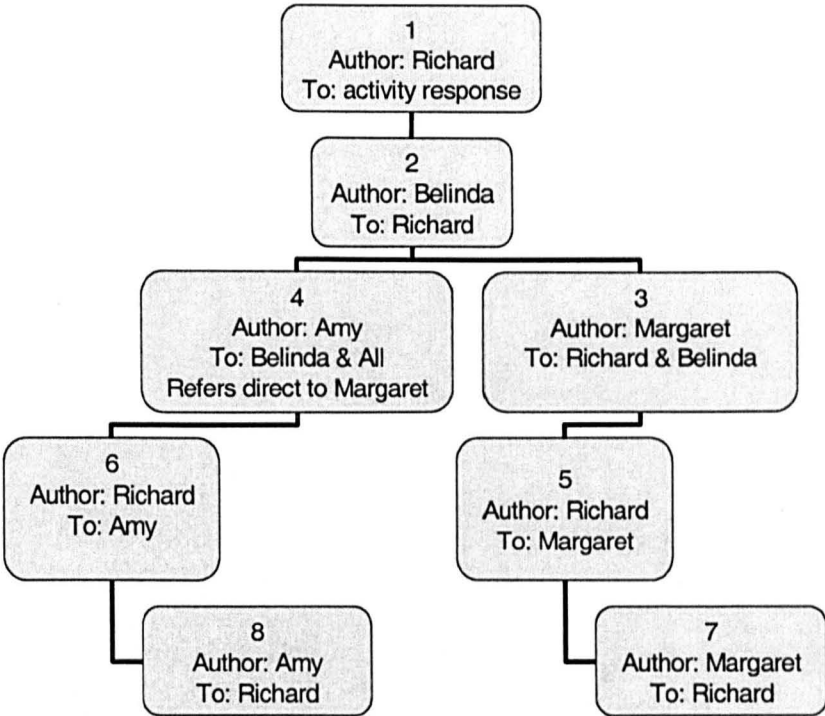 1
Author: Richard
To: activity response
2
Author: Belinda
To: Richard
4
Author: Amy
To: Belinda & All
Refers direct to Margaret
3
Author: Margaret
To: Richard & Belinda
6
Author: Richard
To: Amy
5
Author: Richard
To: Margaret
8
Author: Amy
To: Richard
7
Author: Margaret
To: Richard